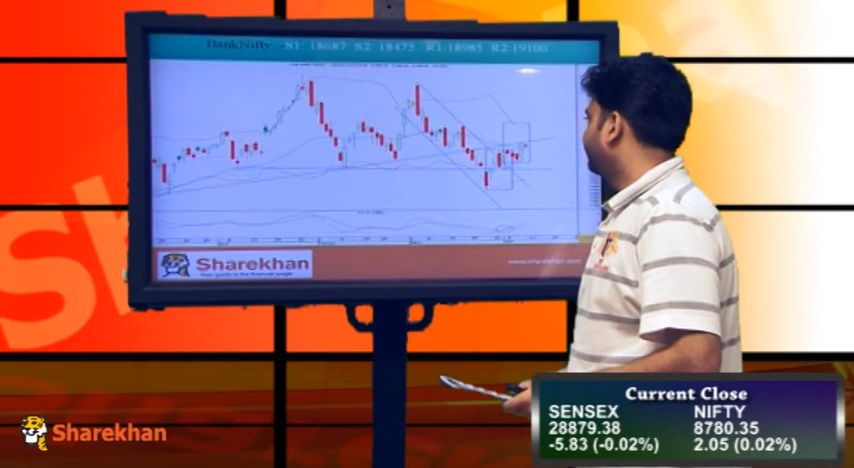 BankNifty -S1: 18687 S2: 18475 R1:18985 R2:19100
Sharekhan
Your guide to the financial jungle
www.sharekhan.com
Sharekhan
Current Close
SENSEX NIFTY
28879.38 8780.35
-5.83 (-0.02%) 2.05 (0.02%)